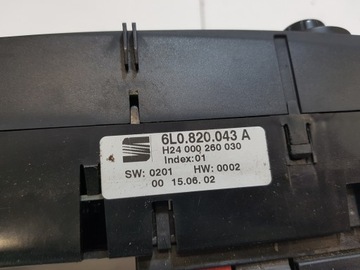 6L0.820.043 A
H24 000 260 030
Index:01
SW: 0201 HW: 0002
00 15.06.02